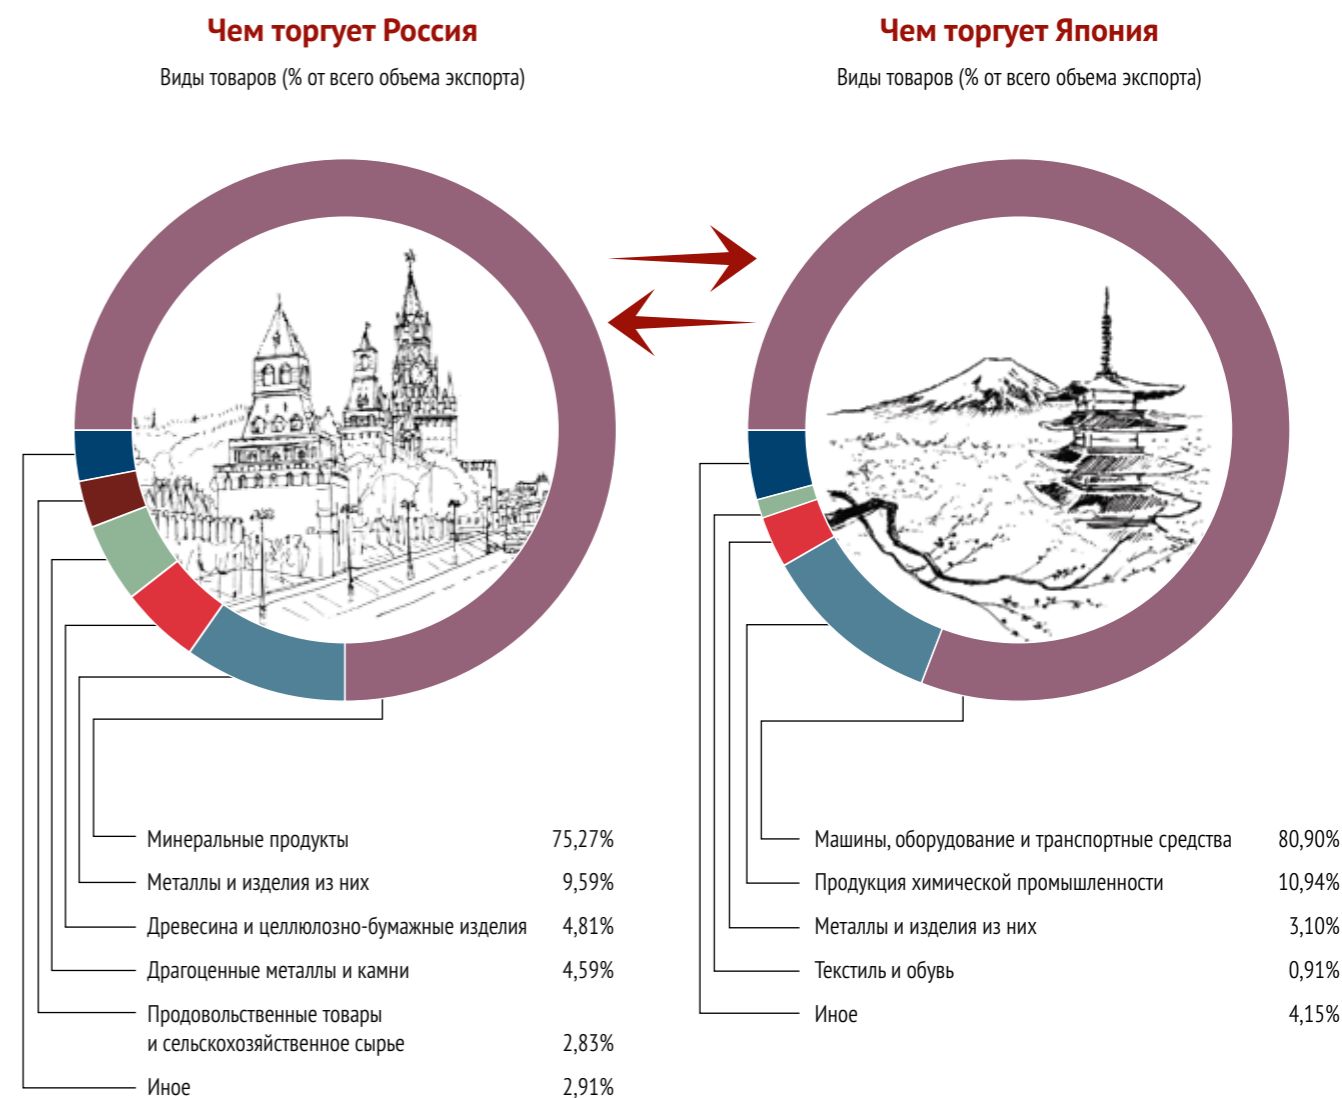 Чем торгует Россия
Виды товаров (% от всего объема экспорта)
Минеральные продукты 75,27%
Металлы и изделия из них 9,59%
Древесина и целлюлозно-бумажные изделия 4,81%
Драгоценные металлы и камни 4,59%
Продовольственные товары
и сельскохозяйственное сырье 2,83%
Иное 2,91%
Чем торгует Япония
Виды товаров (% от всего объема экспорта)
Машины, оборудование и транспортные средства 80,90%
Продукция химической промышленности 10,94%
Металлы и изделия из них 3,10%
Текстиль и обувь 0,91%
Иное 4,15%